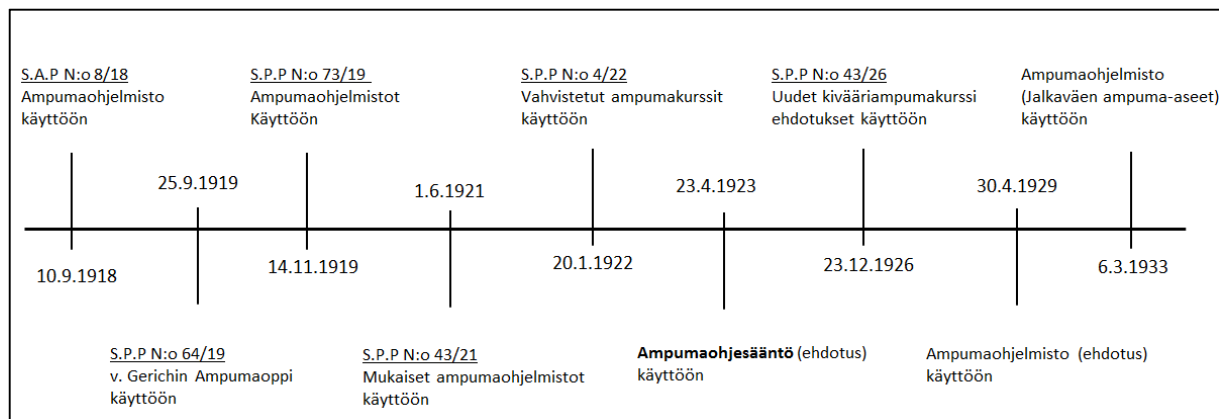 S.A.P N:o 8/18
Ampumaohjelmisto
käyttöön
S.P.P N:o 73/19
Ampumaohjelmistot
Käyttöön
S.P.P N:o 4/22
Vahvistetut ampumakurssit
käyttöön
S.P.P N:o 43/26
Uudet kivääriampumakurssi
ehdotukset käyttöön
Ampumaohjelmisto
(Jalkaväen ampuma-aseet)
käyttöön
25.9.1919
1.6.1921
23.4.1923
30.4.1929
10.9.1918
14.11.1919
20.1.1922
23.12.1926
6.3.1933
S.P.P N:o 64/19
v. Gerichin Ampumaoppi
käyttöön
S.P.P N:o 43/21
Mukaiset ampumaohjelmistot
käyttöön
Ampumaohjesääntö (ehdotus)
käyttöön
Ampumaohjelmisto (ehdotus)
käyttöön